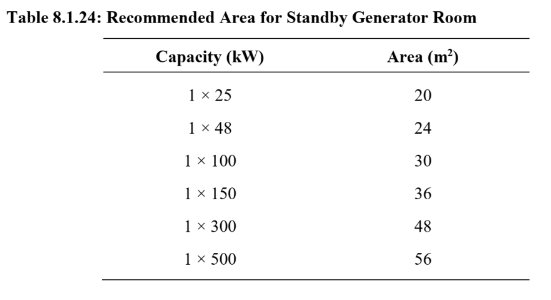 Table 8.1.24: Recommended Area for Standby Generator Room
Capacity (kW) Area (m²)
1 × 25 20
1 × 48 24
1 × 100 30
1 × 150 36
1 × 300 48
1 × 500 56